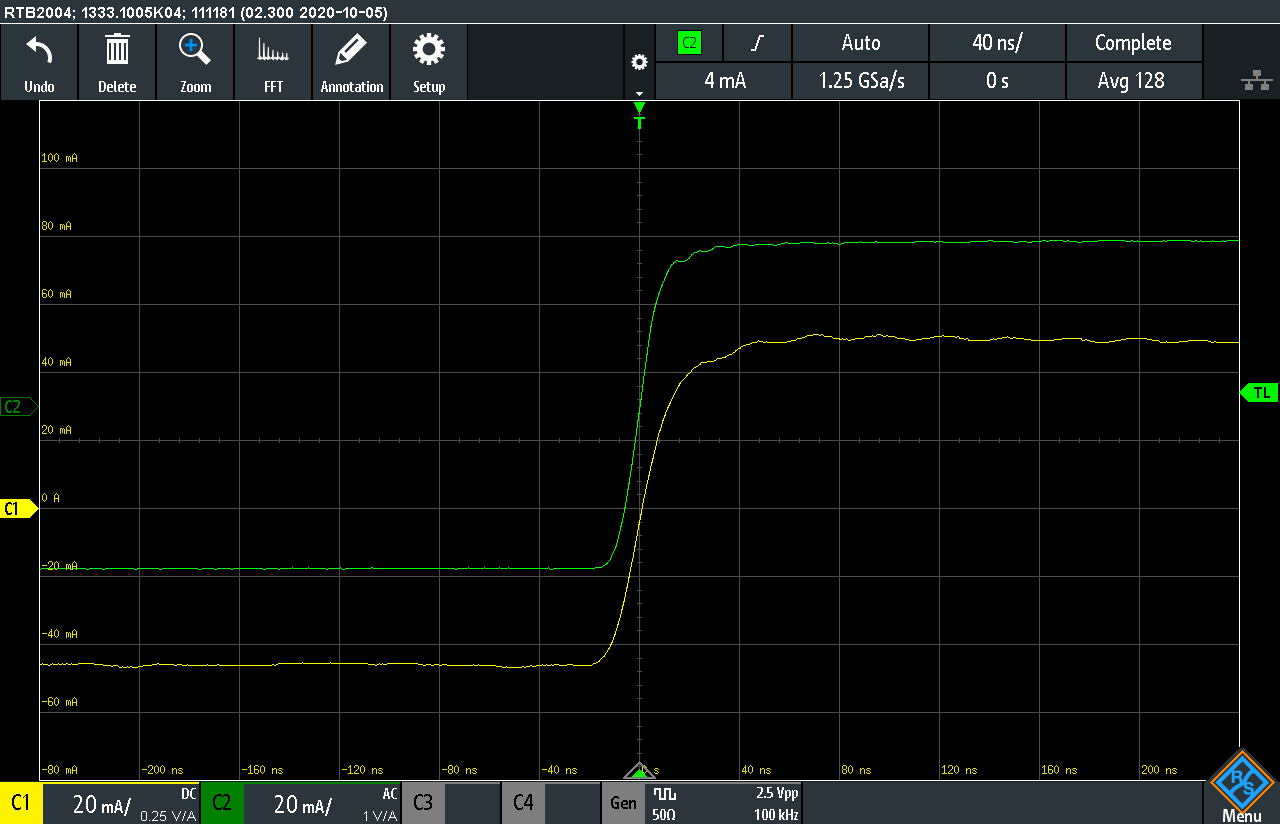 RTB2004; 1333.1005K04; 111181 (02.300 2020-10-05)
Undo
Delete
Zoom
FFT
Annotation
Setup
C2
Auto
40 ns/
Complete
4 mA
1.25 GSa/s
0 s
Avg 128
T
100 mA
80 mA
60 mA
40 mA
C2
TL
20 mA
0 A
C1
-20 mA
-40 mA
-60 mA
-80 mA
-200 ns
-160 ns
-120 ns
-80 ns
-40 ns
s
40 ns
80 ns
120 ns
160 ns
200 ns
C1
20 mA/
DC
0.25 V/A
C2
20 mA/
AC
1 V/A
C3
C4
Gen
50Ω
2.5 Vpp
100 kHz
R S
Menu